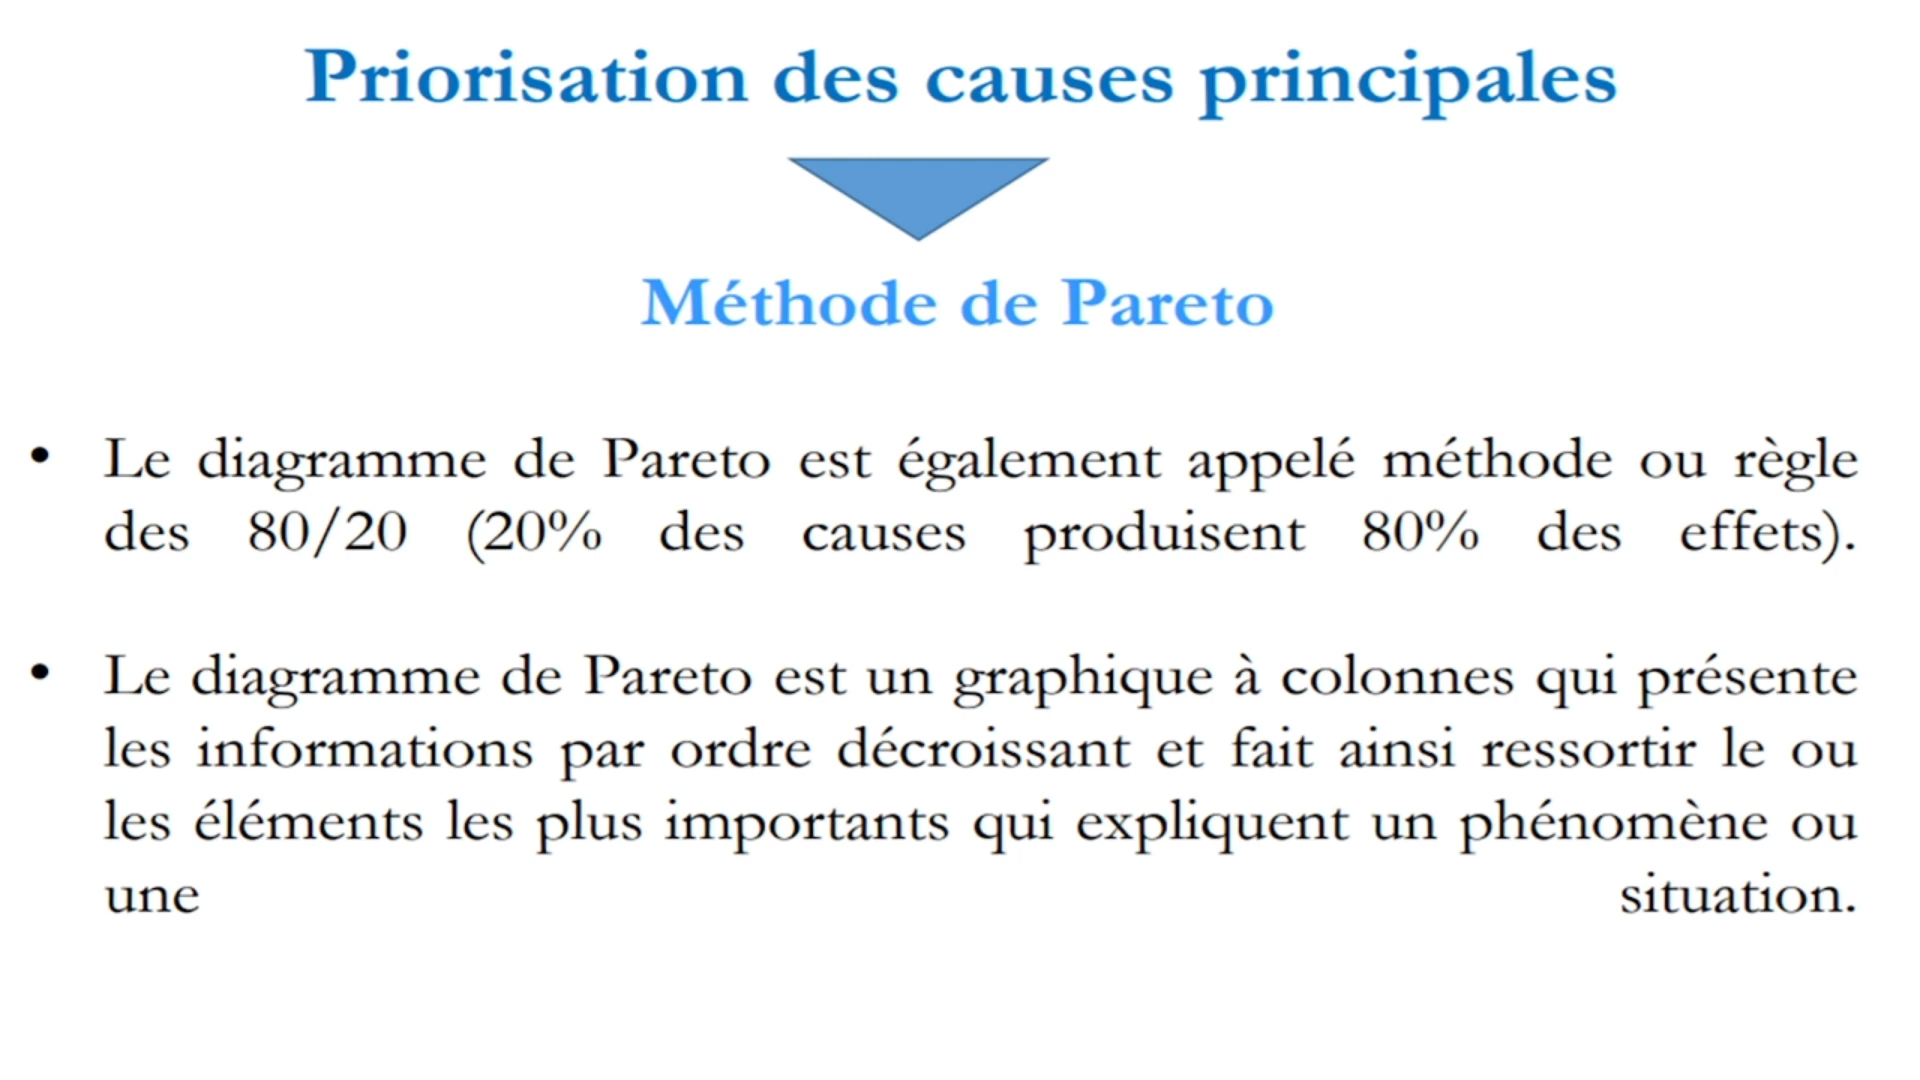 Priorisation des causes principales
Méthode de Pareto
• Le diagramme de Pareto est également appelé méthode ou règle
des 80/20 (20% des causes produisent 80% des effets).
• Le diagramme de Pareto est un graphique à colonnes qui présente
les informations par ordre décroissant et fait ainsi ressortir le ou
les éléments les plus importants qui expliquent un phénomène ou
une situation.